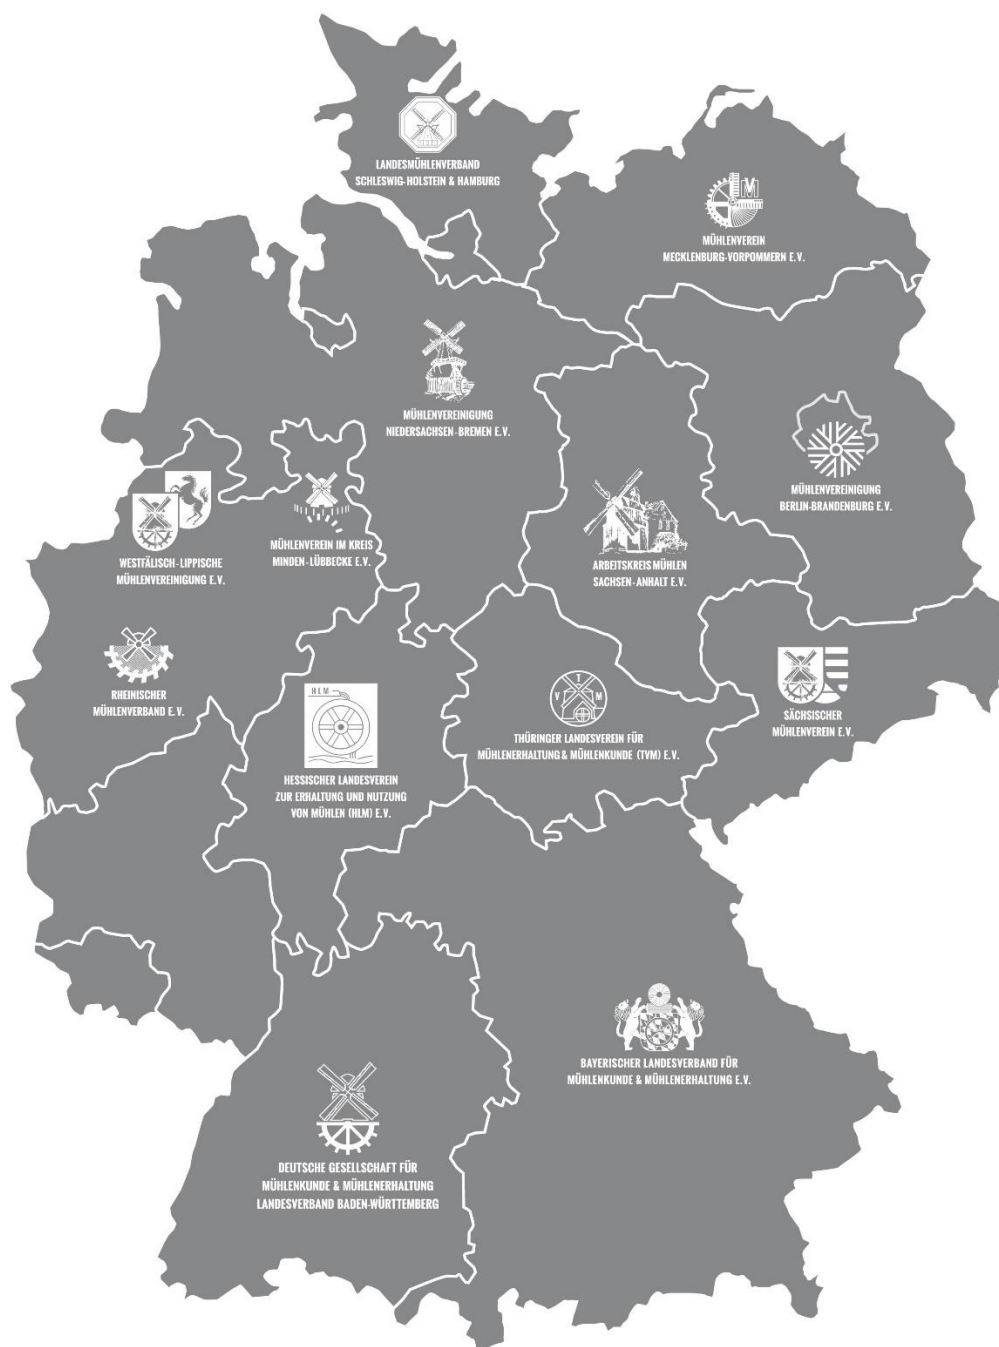 LANDESMÜHLENVERBAND
SCHLESWIG-HOLSTEIN & HAMBURG
M
MÜHLENVEREIN
MECKLENBURG-VORPOMMERN E.V.
MÜHLENVEREINIGUNG
NIEDERSACHSEN-BREMEN E.V.
MÜHLENVEREINIGUNG
BERLIN-BRANDENBURG E.V.
WESTFÄLISCH-LIPPISCHE
MÜHLENVEREINIGUNG E.V.
MÜHLENVEREIN IM KREIS
MINDEN-LÜBBECKE E.V.
ARBEITSKREIS MÜHLEN
SACHSEN-ANHALT E.V.
RHEINISCHER
MÜHLENVERBAND E.V.
HLM
HESSISCHER LANDESVEREIN
ZUR ERHALTUNG UND NUTZUNG
VON MÜHLEN (HLM) E.V.
T
V M
THÜRINGER LANDESVEREIN FÜR
MÜHLENERHALTUNG & MÜHLENKUNDE (TVM) E.V.
SÄCHSISCHER
MÜHLENVEREIN E.V.
BAYERISCHER LANDESVERBAND FÜR
MÜHLENKUNDE & MÜHLENERHALTUNG E.V.
DEUTSCHE GESELLSCHAFT FÜR
MÜHLENKUNDE & MÜHLENERHALTUNG
LANDESVERBAND BADEN-WÜRTTEMBERG